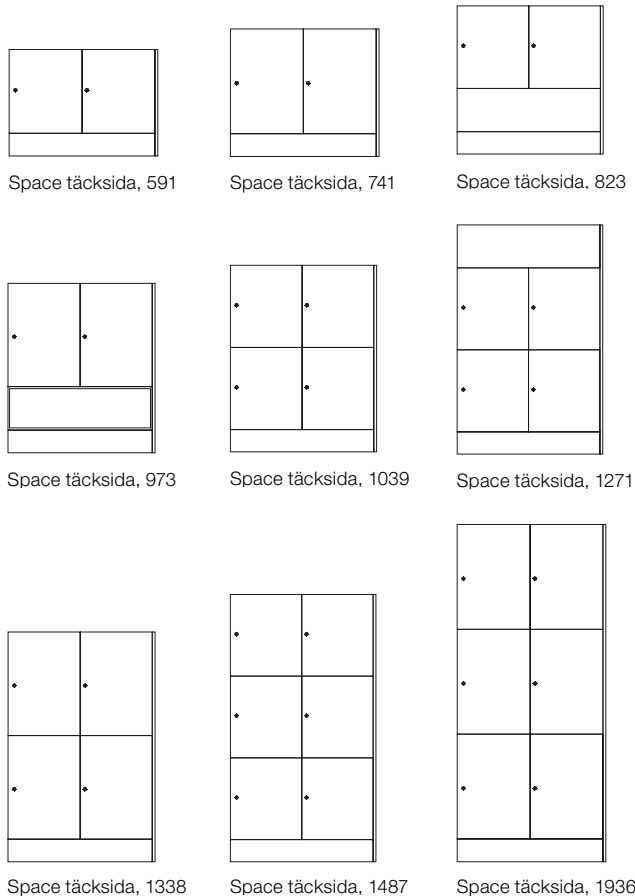 Space täcksida, 591
Space täcksida, 741
Space täcksida, 823
Space täcksida, 973
Space täcksida, 1039
Space täcksida, 1271
Space täcksida, 1338
Space täcksida, 1487
Space täcksida, 1936